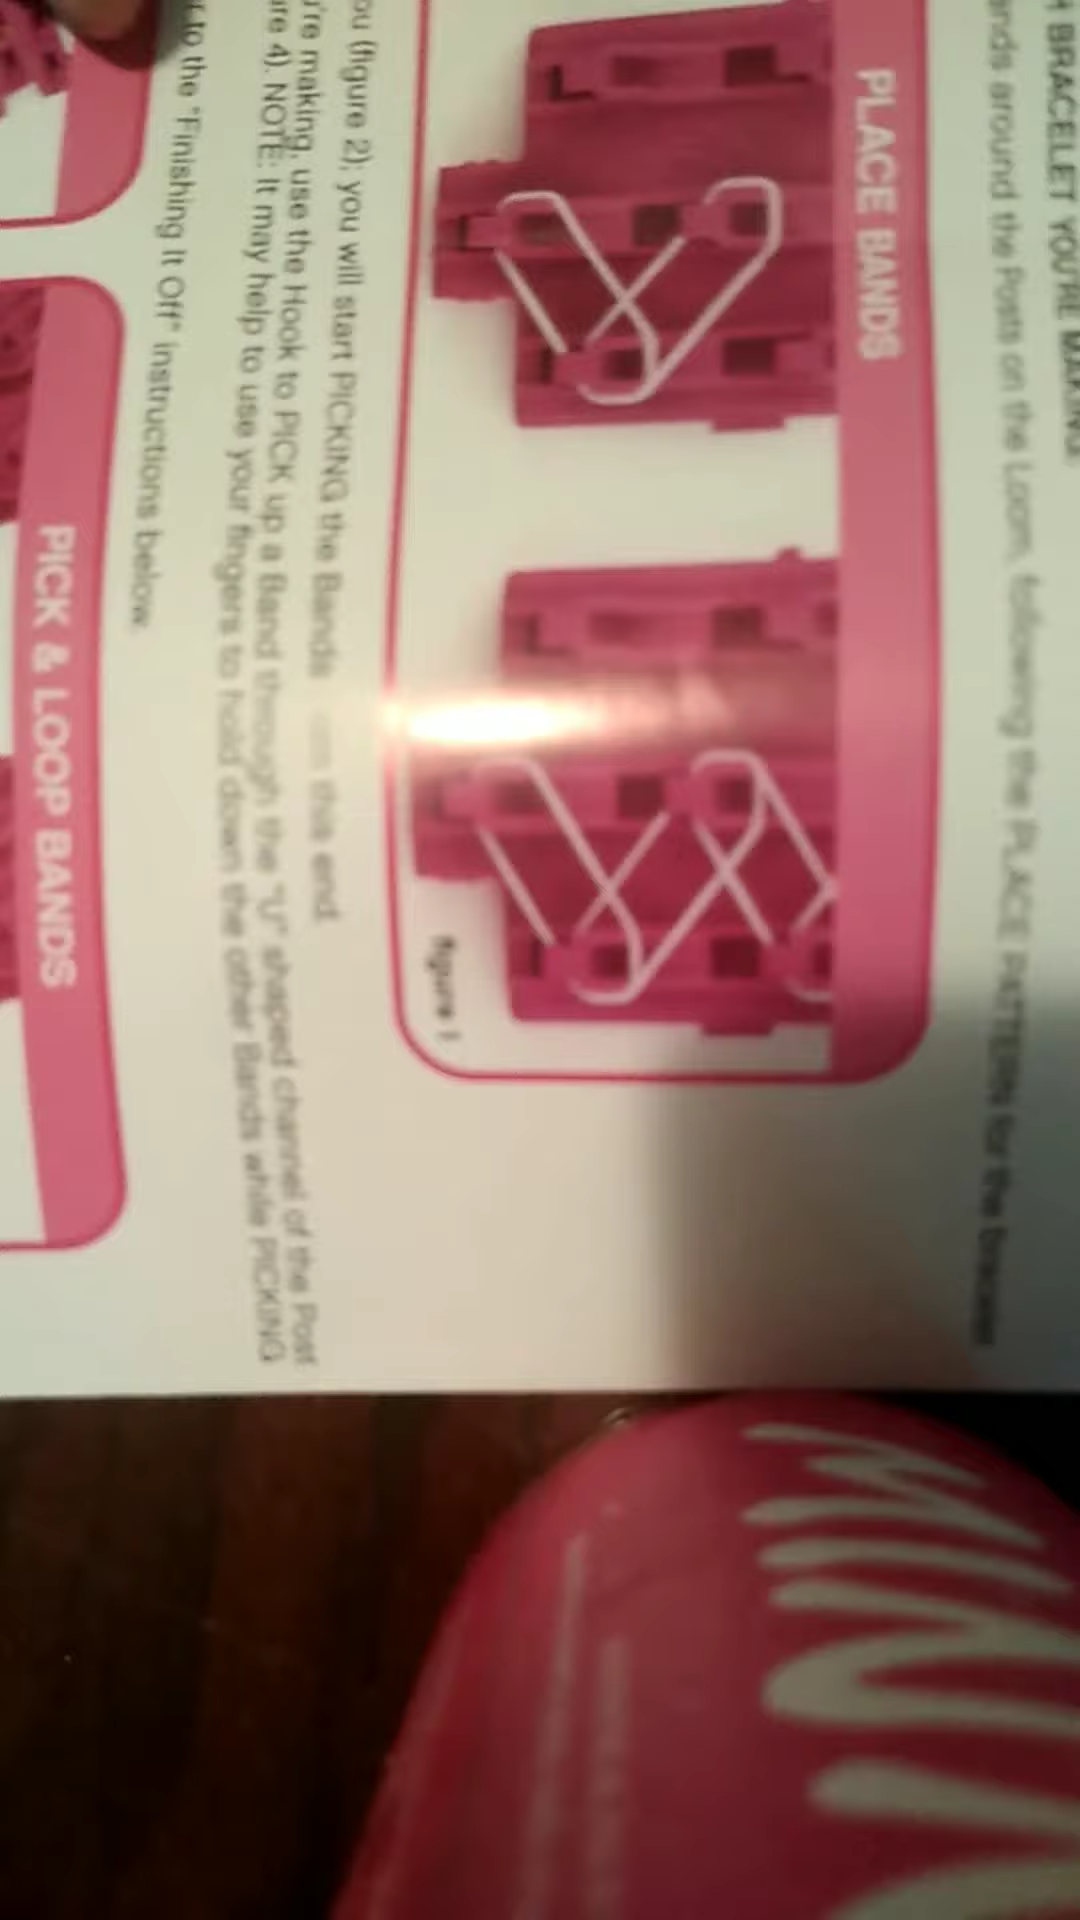 H BRACELET YOU'RE MAKING.
ands around the Posts on the Loom, following the PLACE PATTERN for the bracelet
PLACE BANDS
figure 1
ou (figure 2); you will start PICKING the Bands on this end.
're making, use the Hook to PICK up a Band through the "U" shaped channel of the Post
ure 4). NOTE: It may help to use your fingers to hold down the other Bands while PICKING
r to the "Finishing It Off" instructions below.
PICK & LOOP BANDS